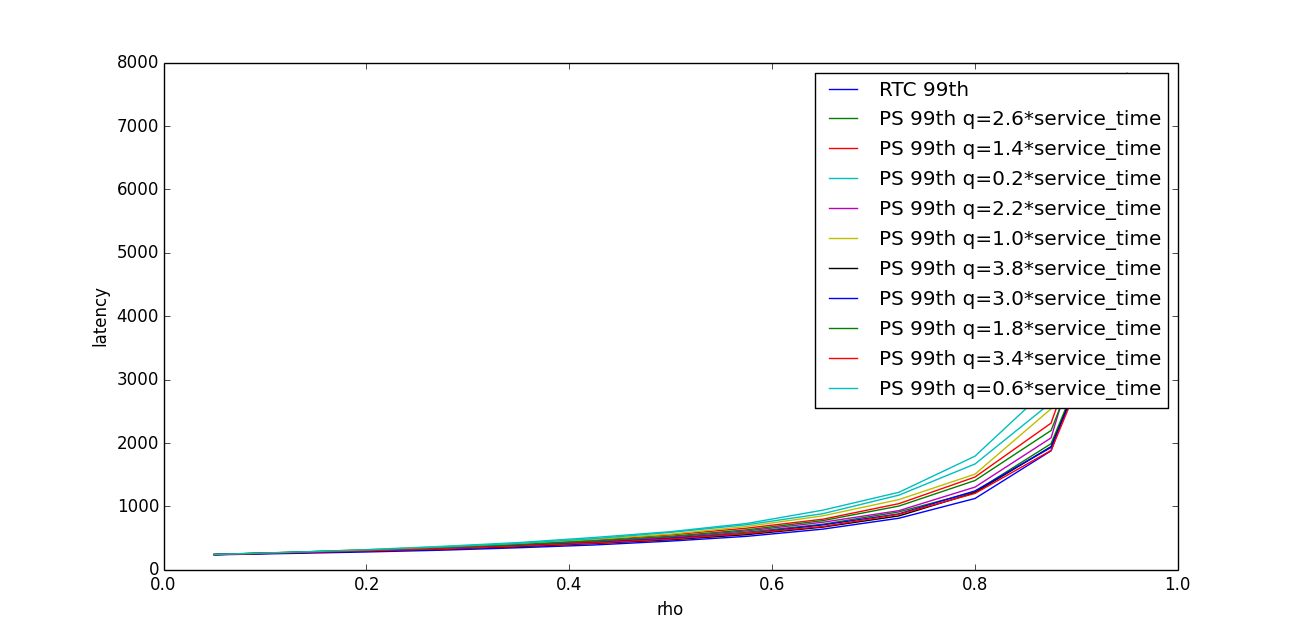 8000
7000
6000
5000
4000
3000
2000
1000
0
latency
0.0
0.2
0.4
0.6
0.8
1.0
rho
RTC 99th
PS 99th q=2.6*service_time
PS 99th q=1.4*service_time
PS 99th q=0.2*service_time
PS 99th q=2.2*service_time
PS 99th q=1.0*service_time
PS 99th q=3.8*service_time
PS 99th q=3.0*service_time
PS 99th q=1.8*service_time
PS 99th q=3.4*service_time
PS 99th q=0.6*service_time